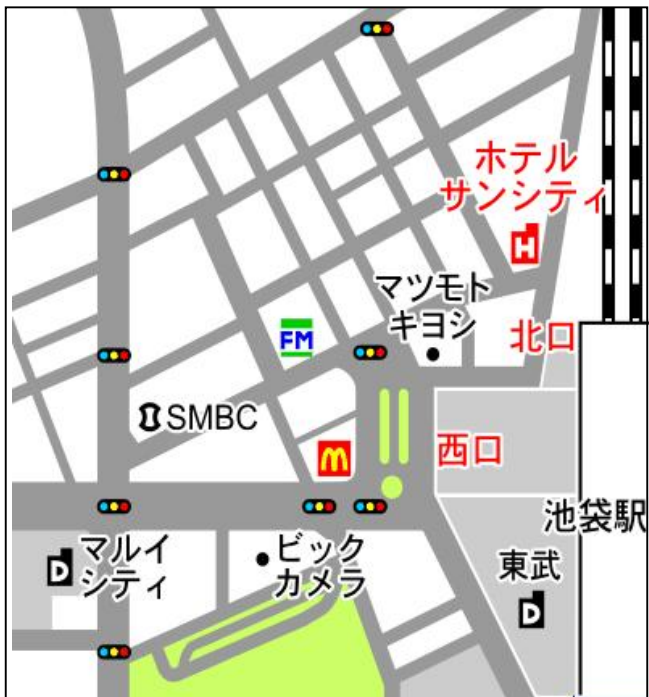 ホテル
サンシティ
H
マツモト
キヨシ
北口
FM
SMBC
M
西口
池袋駅
マルイ
シティ
D
ビック
カメラ
東武
D